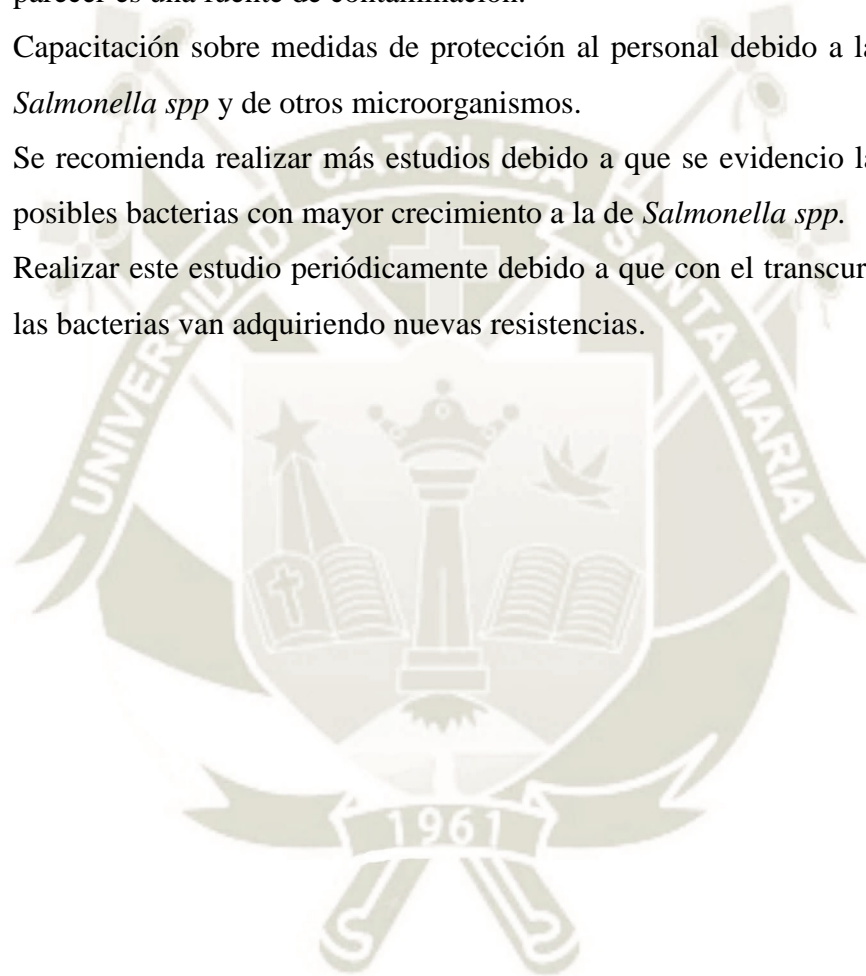 parecer es una fuente de contaminación.
Capacitación sobre medidas de protección al personal debido a la
Salmonella spp y de otros microorganismos.
Se recomienda realizar más estudios debido a que se evidencio la
posibles bacterias con mayor crecimiento a la de Salmonella spp.
Realizar este estudio periódicamente debido a que con el transcur
las bacterias van adquiriendo nuevas resistencias.
UNIVERSIDAD CATOLICA SANTA MARIA
1961